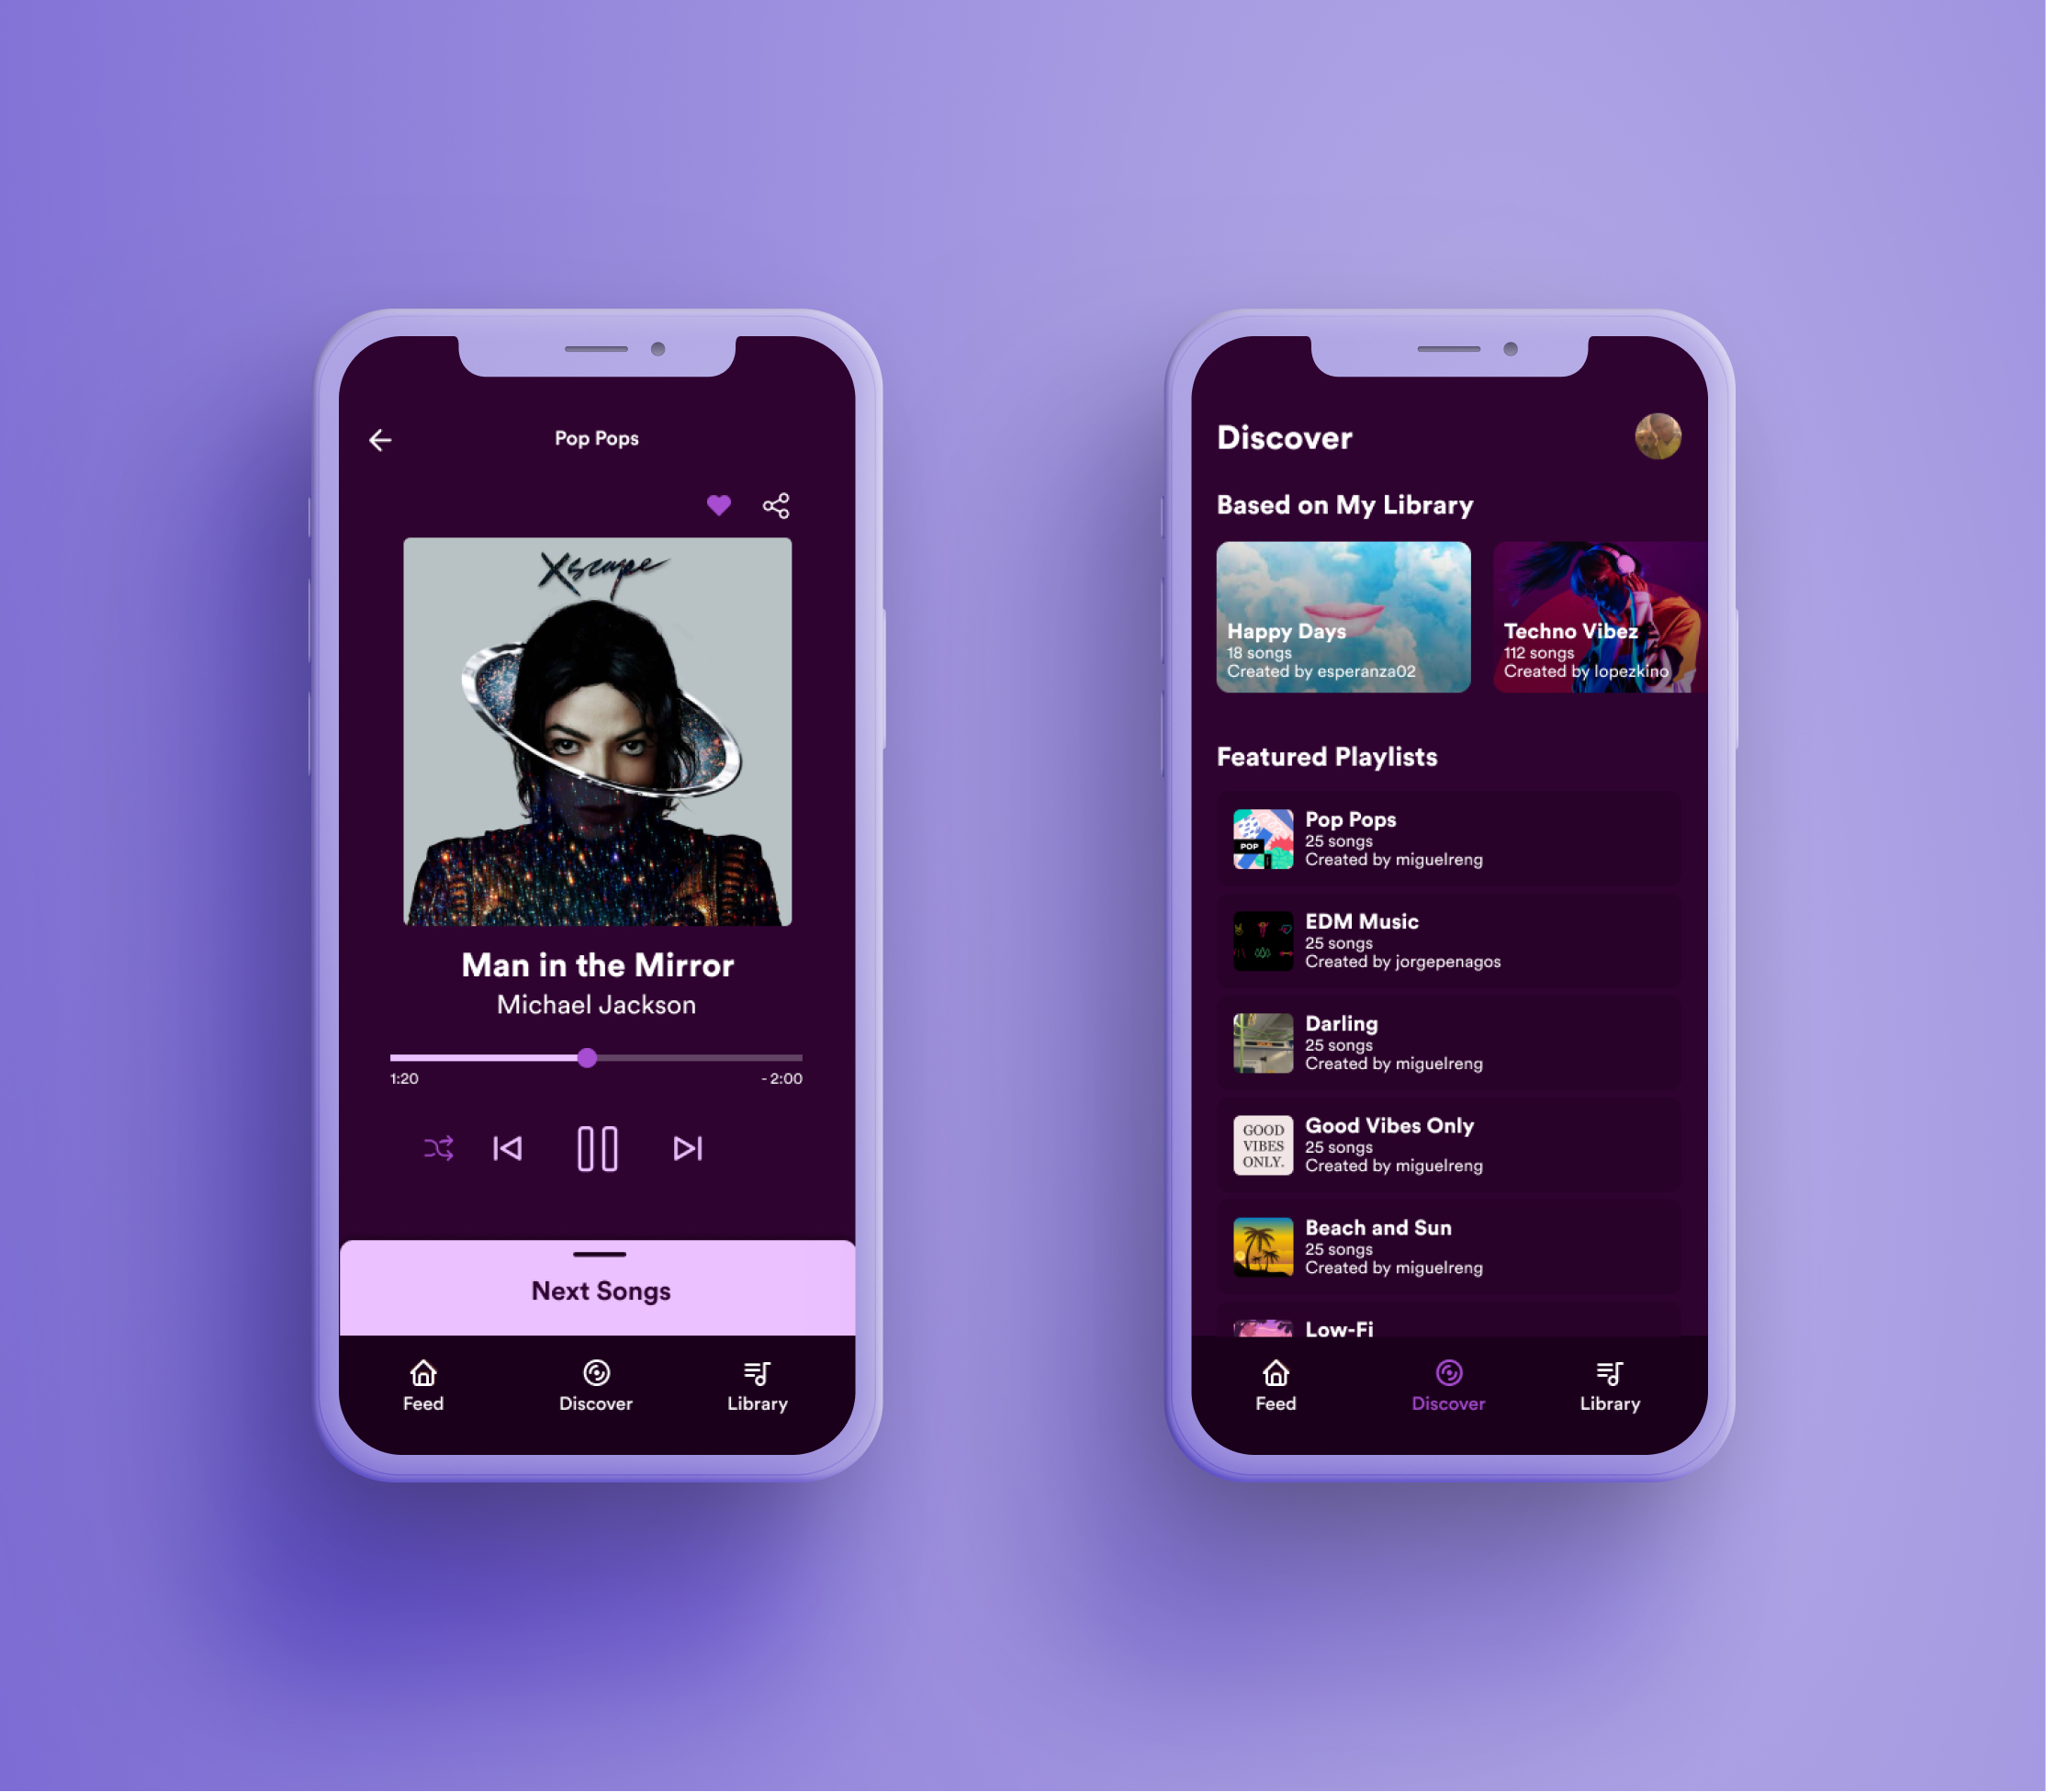 Pop Pops
Xscape
Man in the Mirror
Michael Jackson
1:20
- 2:00
Next Songs
Feed
Discover
Library
Discover
Based on My Library
Happy Days
18 songs
Created by esperanza02
Techno Vibez
112 songs
Created by lopezkino
Featured Playlists
POP
Pop Pops
25 songs
Created by miguelreng
EDM Music
25 songs
Created by jorgepenagos
Darling
25 songs
Created by miguelreng
GOOD
VIBES
ONLY.
Good Vibes Only
25 songs
Created by miguelreng
Beach and Sun
25 songs
Created by miguelreng
Low-Fi
Feed
Discover
Library